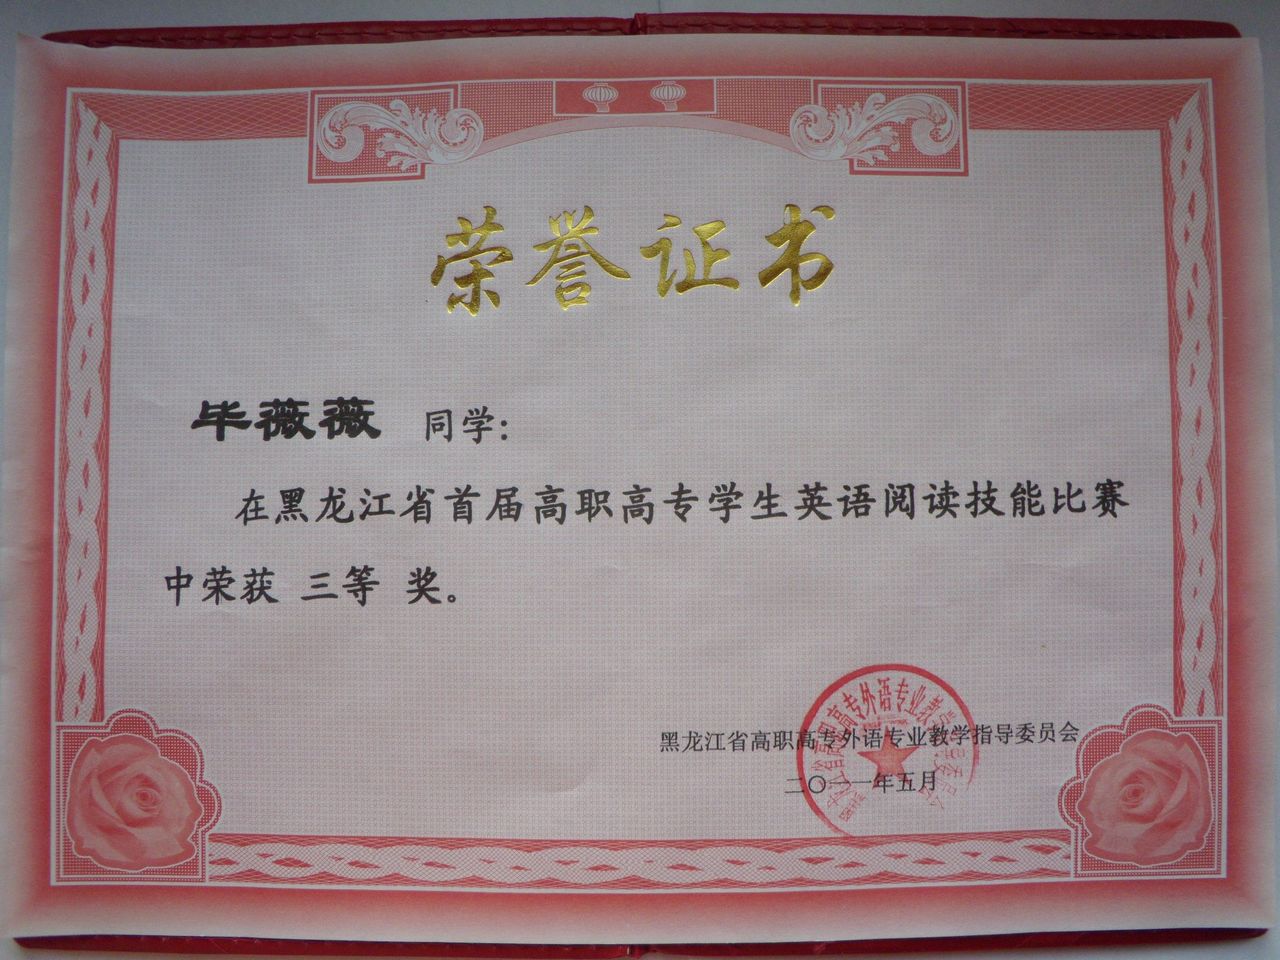 荣誉证书
毕薇薇 同学：
在黑龙江省首届高职高专学生英语阅读技能比赛
中荣获 三等 奖。
黑龙江省高职高专外语专业教学指导委员会
二〇一一年五月